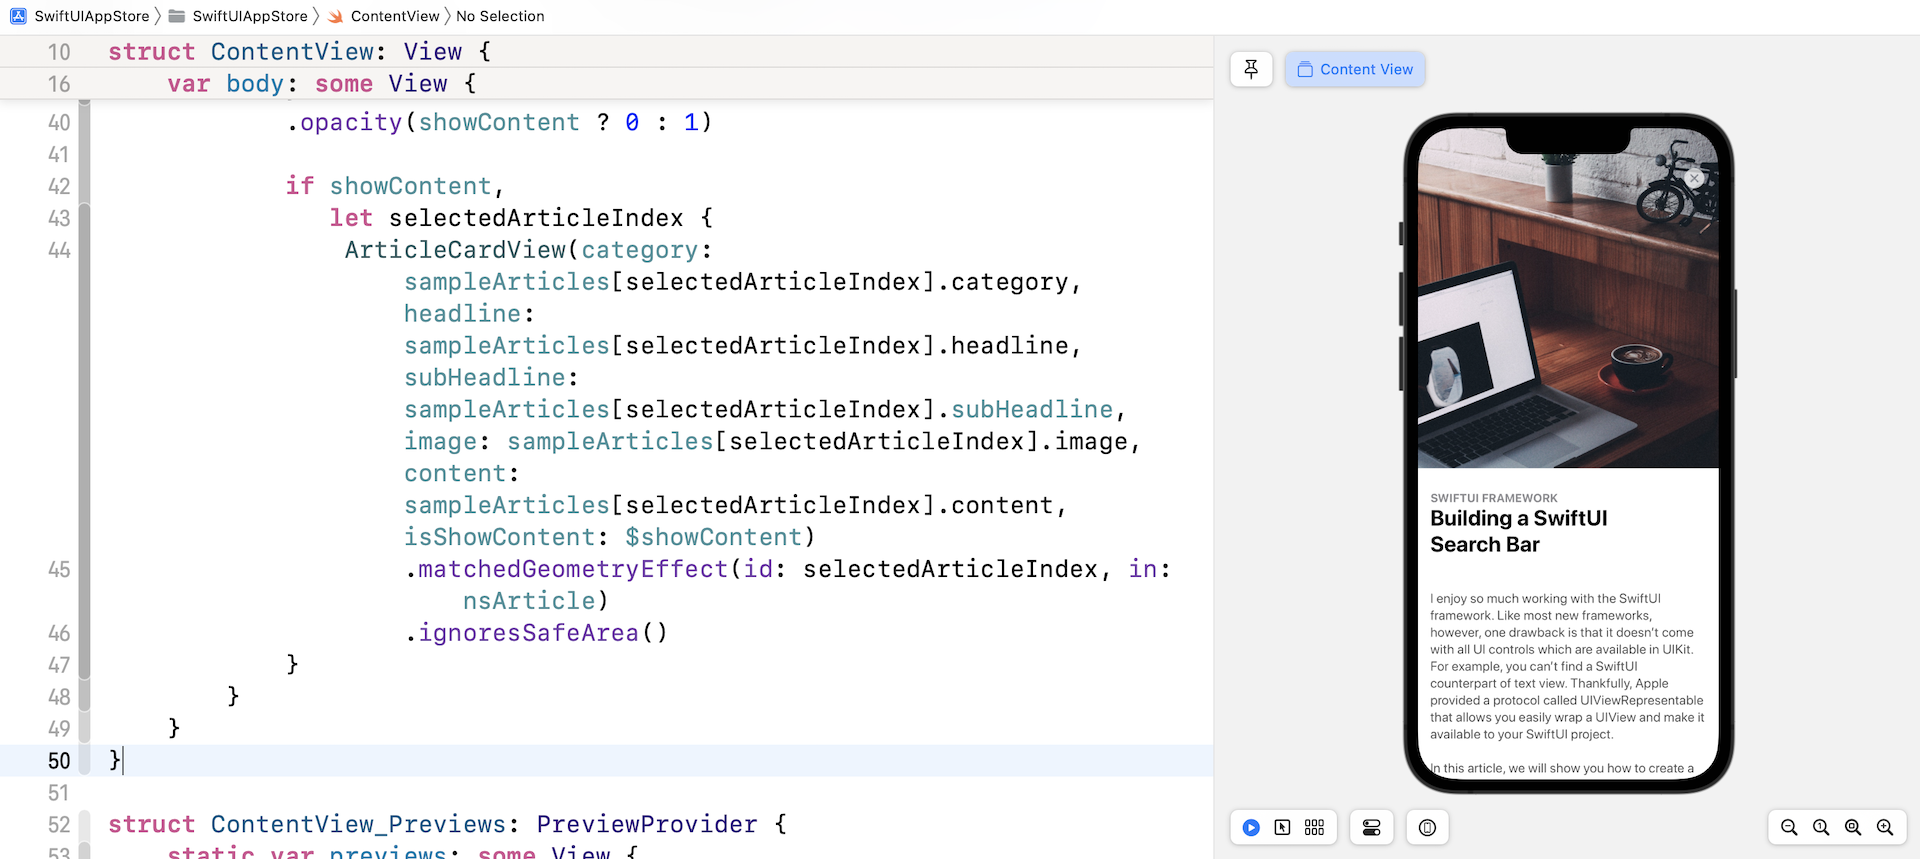 SwiftUIAppStore SwiftUIAppStore ContentView No Selection
10 struct ContentView: View {
16 var body: some View {
40 .opacity(showContent ? 0 : 1)
41
42 if showContent,
43 let selectedArticleIndex {
44 ArticleCardView(category:
sampleArticles[selectedArticleIndex].category,
headline:
sampleArticles[selectedArticleIndex].headline,
subHeadline:
sampleArticles[selectedArticleIndex].subHeadline,
image: sampleArticles[selectedArticleIndex].image,
content:
sampleArticles[selectedArticleIndex].content,
isShowContent: $showContent)
45 .matchedGeometryEffect(id: selectedArticleIndex, in:
nsArticle)
46 .ignoresSafeArea()
47 }
48 }
49 }
50 }
51
52 struct ContentView_Previews: PreviewProvider {
53 static var previews: some View {
Content View
SWIFTUI FRAMEWORK
Building a SwiftUI
Search Bar
I enjoy so much working with the SwiftUI
framework. Like most new frameworks,
however, one drawback is that it doesn't come
with all UI controls which are available in UIKit.
For example, you can't find a SwiftUI
counterpart of text view. Thankfully, Apple
provided a protocol called UIViewRepresentable
that allows you easily wrap a UIView and make it
available to your SwiftUI project.
In this article, we will show you how to create a